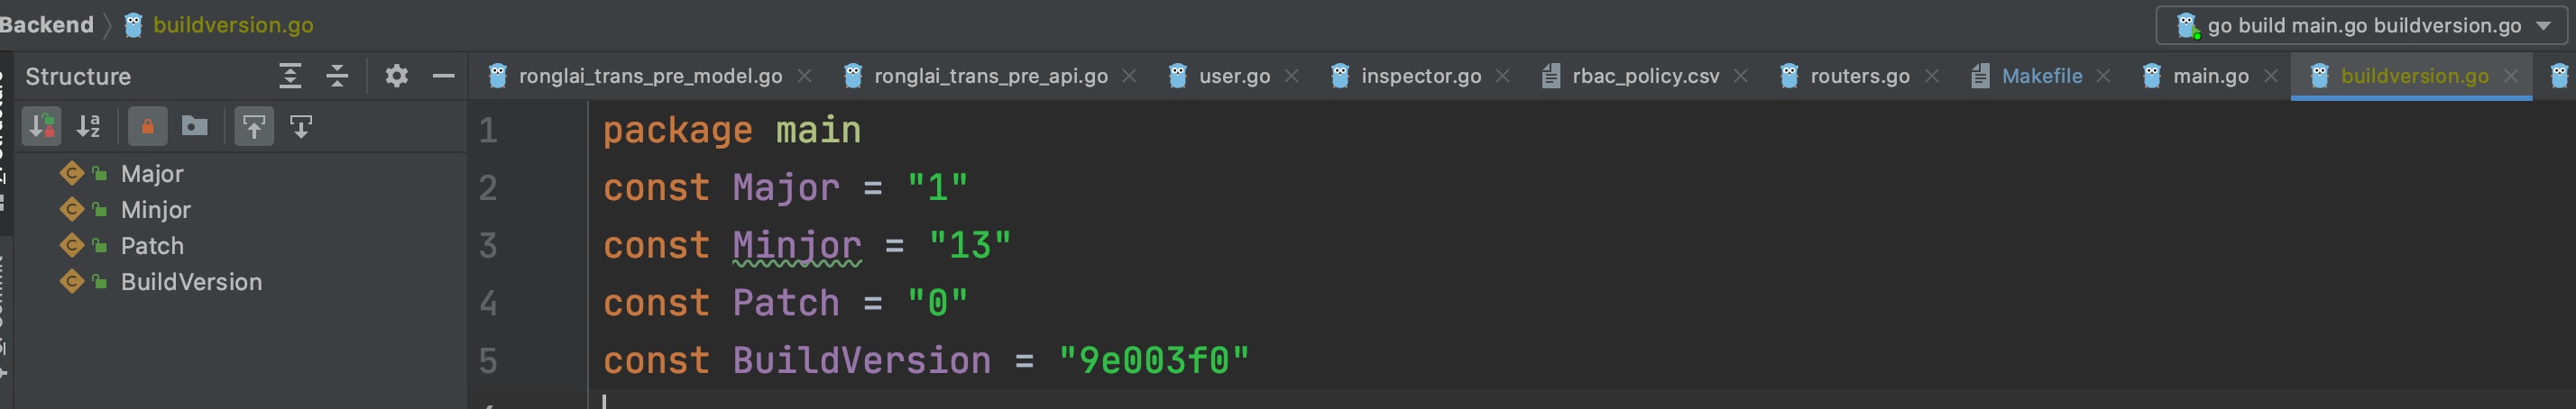 Backend
buildversion.go
go build main.go buildversion.go
Structure
ronglai_trans_pre_model.go
ronglai_trans_pre_api.go
user.go
inspector.go
rbac_policy.csv
routers.go
Makefile
main.go
buildversion.go
Major
Minjor
Patch
BuildVersion
1 package main
2 const Major = "1"
3 const Minjor = "13"
4 const Patch = "0"
5 const BuildVersion = "9e003f0"